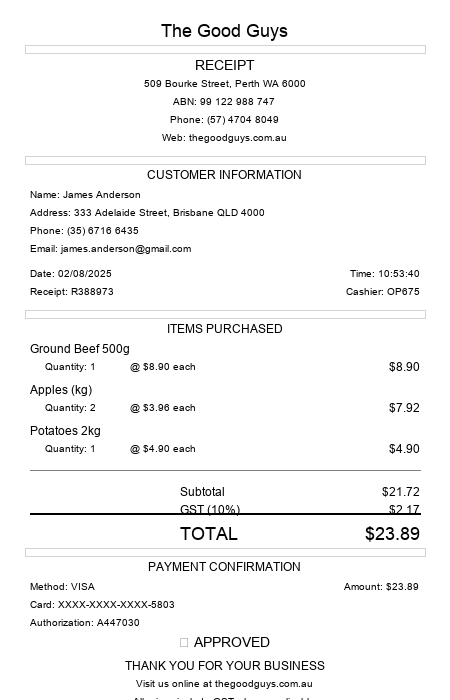 The Good Guys
RECEIPT
509 Bourke Street, Perth WA 6000
ABN: 99 122 988 747
Phone: (57) 4704 8049
Web: thegoodguys.com.au
CUSTOMER INFORMATION
Name: James Anderson
Address: 333 Adelaide Street, Brisbane QLD 4000
Phone: (35) 6716 6435
Email: james.anderson@gmail.com
Date: 02/08/2025 Time: 10:53:40
Receipt: R388973 Cashier: OP675
ITEMS PURCHASED
Ground Beef 500g
Quantity: 1 @ $8.90 each $8.90
Apples (kg)
Quantity: 2 @ $3.96 each $7.92
Potatoes 2kg
Quantity: 1 @ $4.90 each $4.90
Subtotal $21.72
GST (10%) $2.17
TOTAL $23.89
PAYMENT CONFIRMATION
Method: VISA Amount: $23.89
Card: XXXX-XXXX-XXXX-5803
Authorization: A447030
APPROVED
THANK YOU FOR YOUR BUSINESS
Visit us online at thegoodguys.com.au